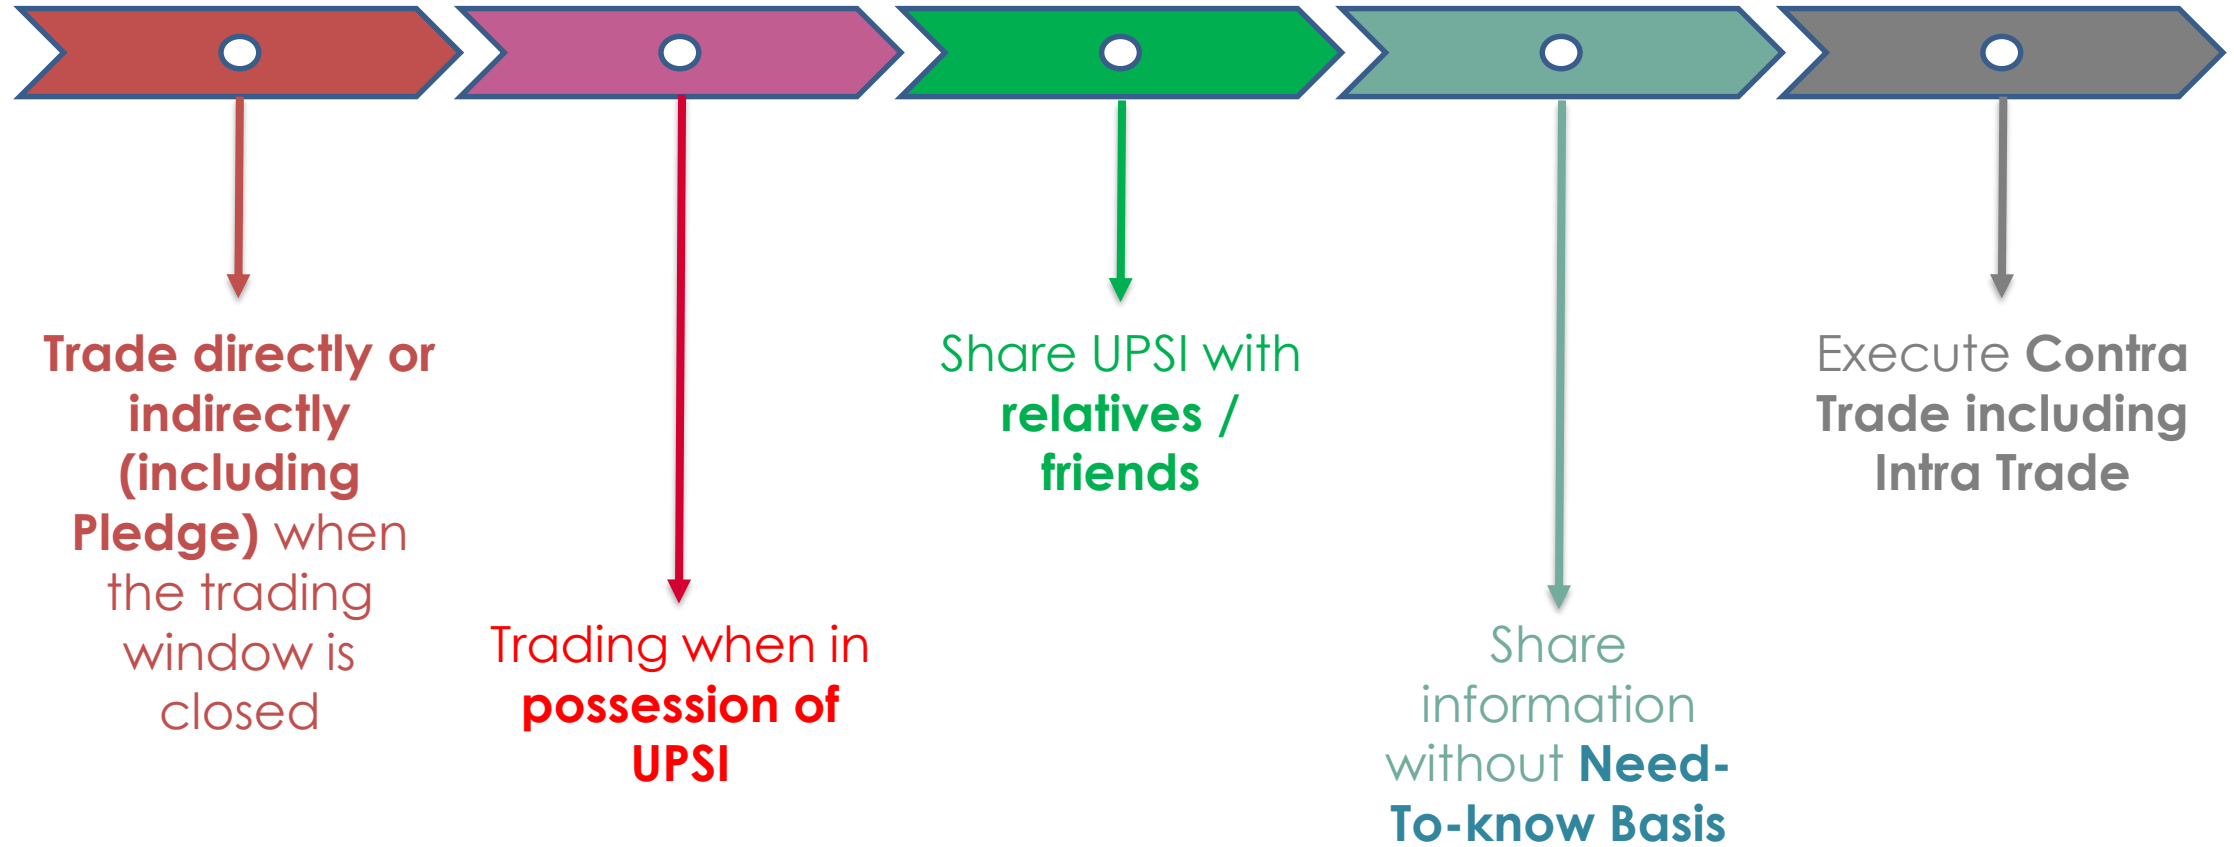 Trade directly or
indirectly
(including
Pledge) when
the trading
window is
closed
Trading when in
possession of
UPSI
Share UPSI with
relatives /
friends
Share
information
without Need-
To-know Basis
Execute Contra
Trade including
Intra Trade